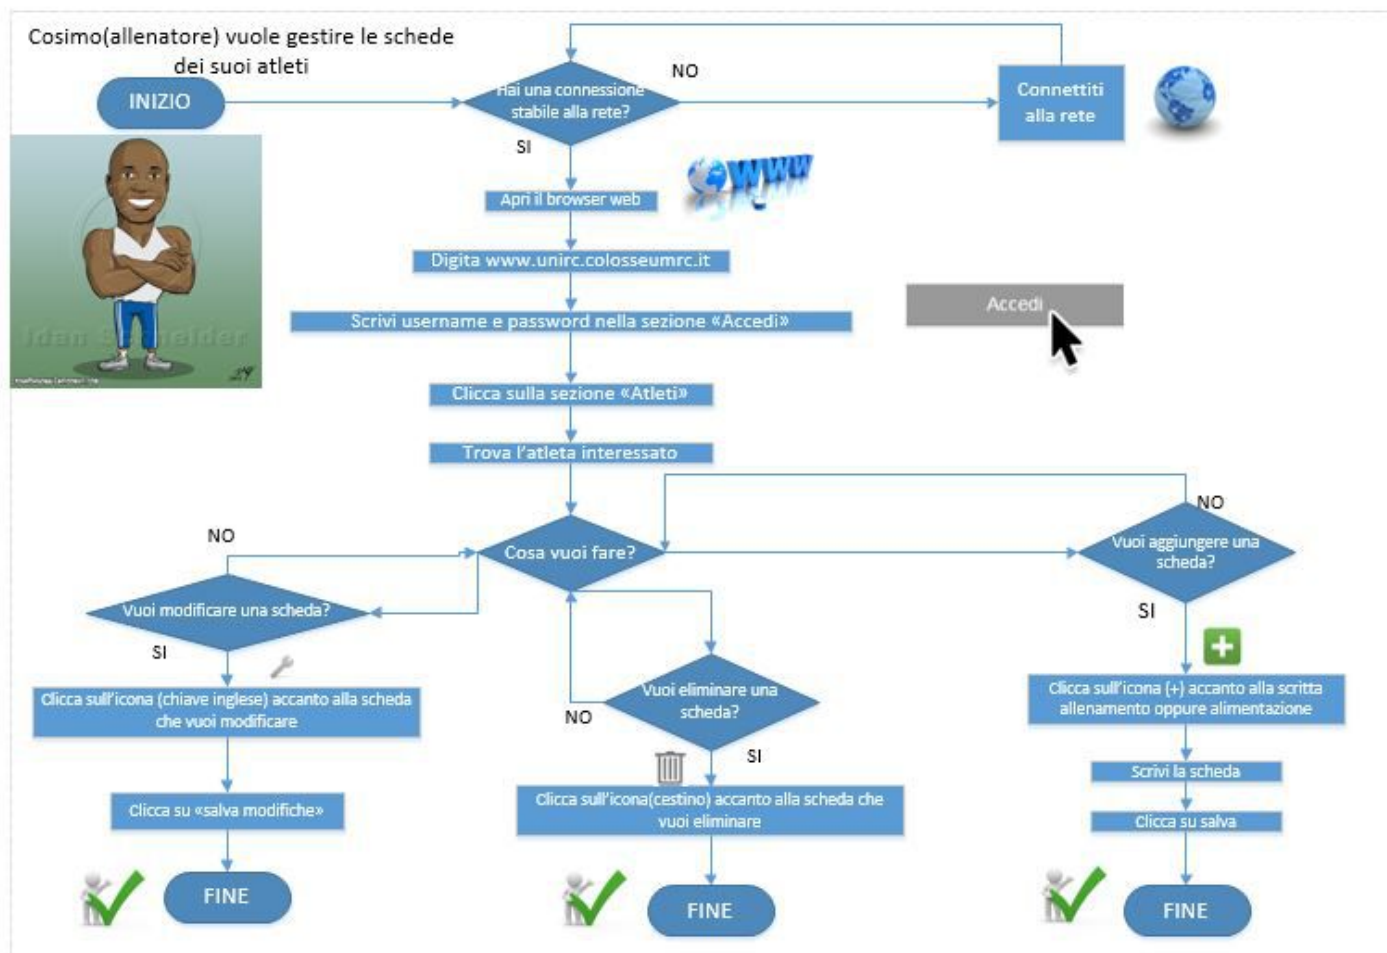 Cosimo(allenatore) vuole gestire le schede
dei suoi atleti
INIZIO
Hai una connessione
stabile alla rete?
NO
Connettiti
alla rete
SI
WWW
Apri il browser web
Digita www.unirc.colosseumrc.it
Accedi
Scrivi username e password nella sezione «Accedi»
Idan Schneider
Clicca sulla sezione «Atleti»
Trova l'atleta interessato
Cosa vuoi fare?
NO
Vuoi modificare una scheda?
SI
Clicca sull'icona (chiave inglese) accanto alla scheda
che vuoi modificare
Clicca su «salva modifiche»
FINE
Vuoi eliminare una
scheda?
NO
SI
Clicca sull'icona(cestino) accanto alla scheda che
vuoi eliminare
FINE
NO
Vuoi aggiungere una
scheda?
SI
Clicca sull'icona (+) accanto alla scritta
allenamento oppure alimentazione
Scrivi la scheda
Clicca su salva
FINE